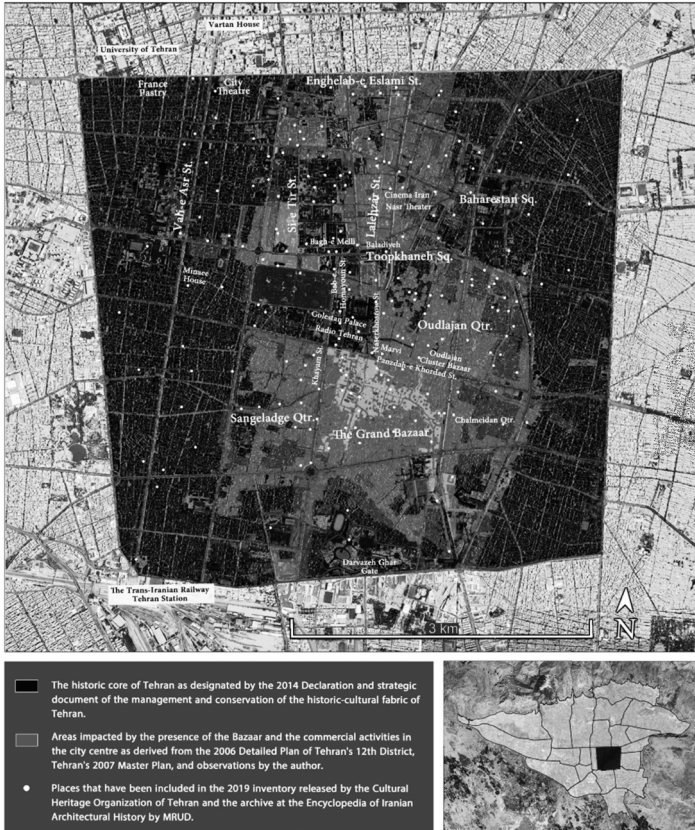 Vartan House
University of Tehran
France
Pastry
City
Theatre
Enghelab-e Eslami St.
Vali-e Asr St.
Si-e Tir St.
Lalehzar St.
Cinema Iran
Nasr Theater
Baharestan Sq.
Bagh-e Melli
Baladiyeh
Toopkhaneh Sq.
Minaee
House
Homayoun St.
Golestan Palace
Radio Tehran
Naserkhosrow St.
Oudlajan Qtr.
Marvi
Oudlajan
Cluster Bazaar
Panzdah-e Khordad St.
Khayam St.
Sangeladge Qtr.
Chalmeidan Qtr.
The Grand Bazaar
Darvazeh Ghar
Gate
The Trans-Iranian Railway
Tehran Station
3 km
N
The historic core of Tehran as designated by the 2014 Declaration and strategic
document of the management and conservation of the historic-cultural fabric of
Tehran.
Areas impacted by the presence of the Bazaar and the commercial activities in
the city centre as derived from the 2006 Detailed Plan of Tehran's 12th District,
Tehran's 2007 Master Plan, and observations by the author.
Places that have been included in the 2019 inventory released by the Cultural
Heritage Organization of Tehran and the archive at the Encyclopedia of Iranian
Architectural History by MRUD.